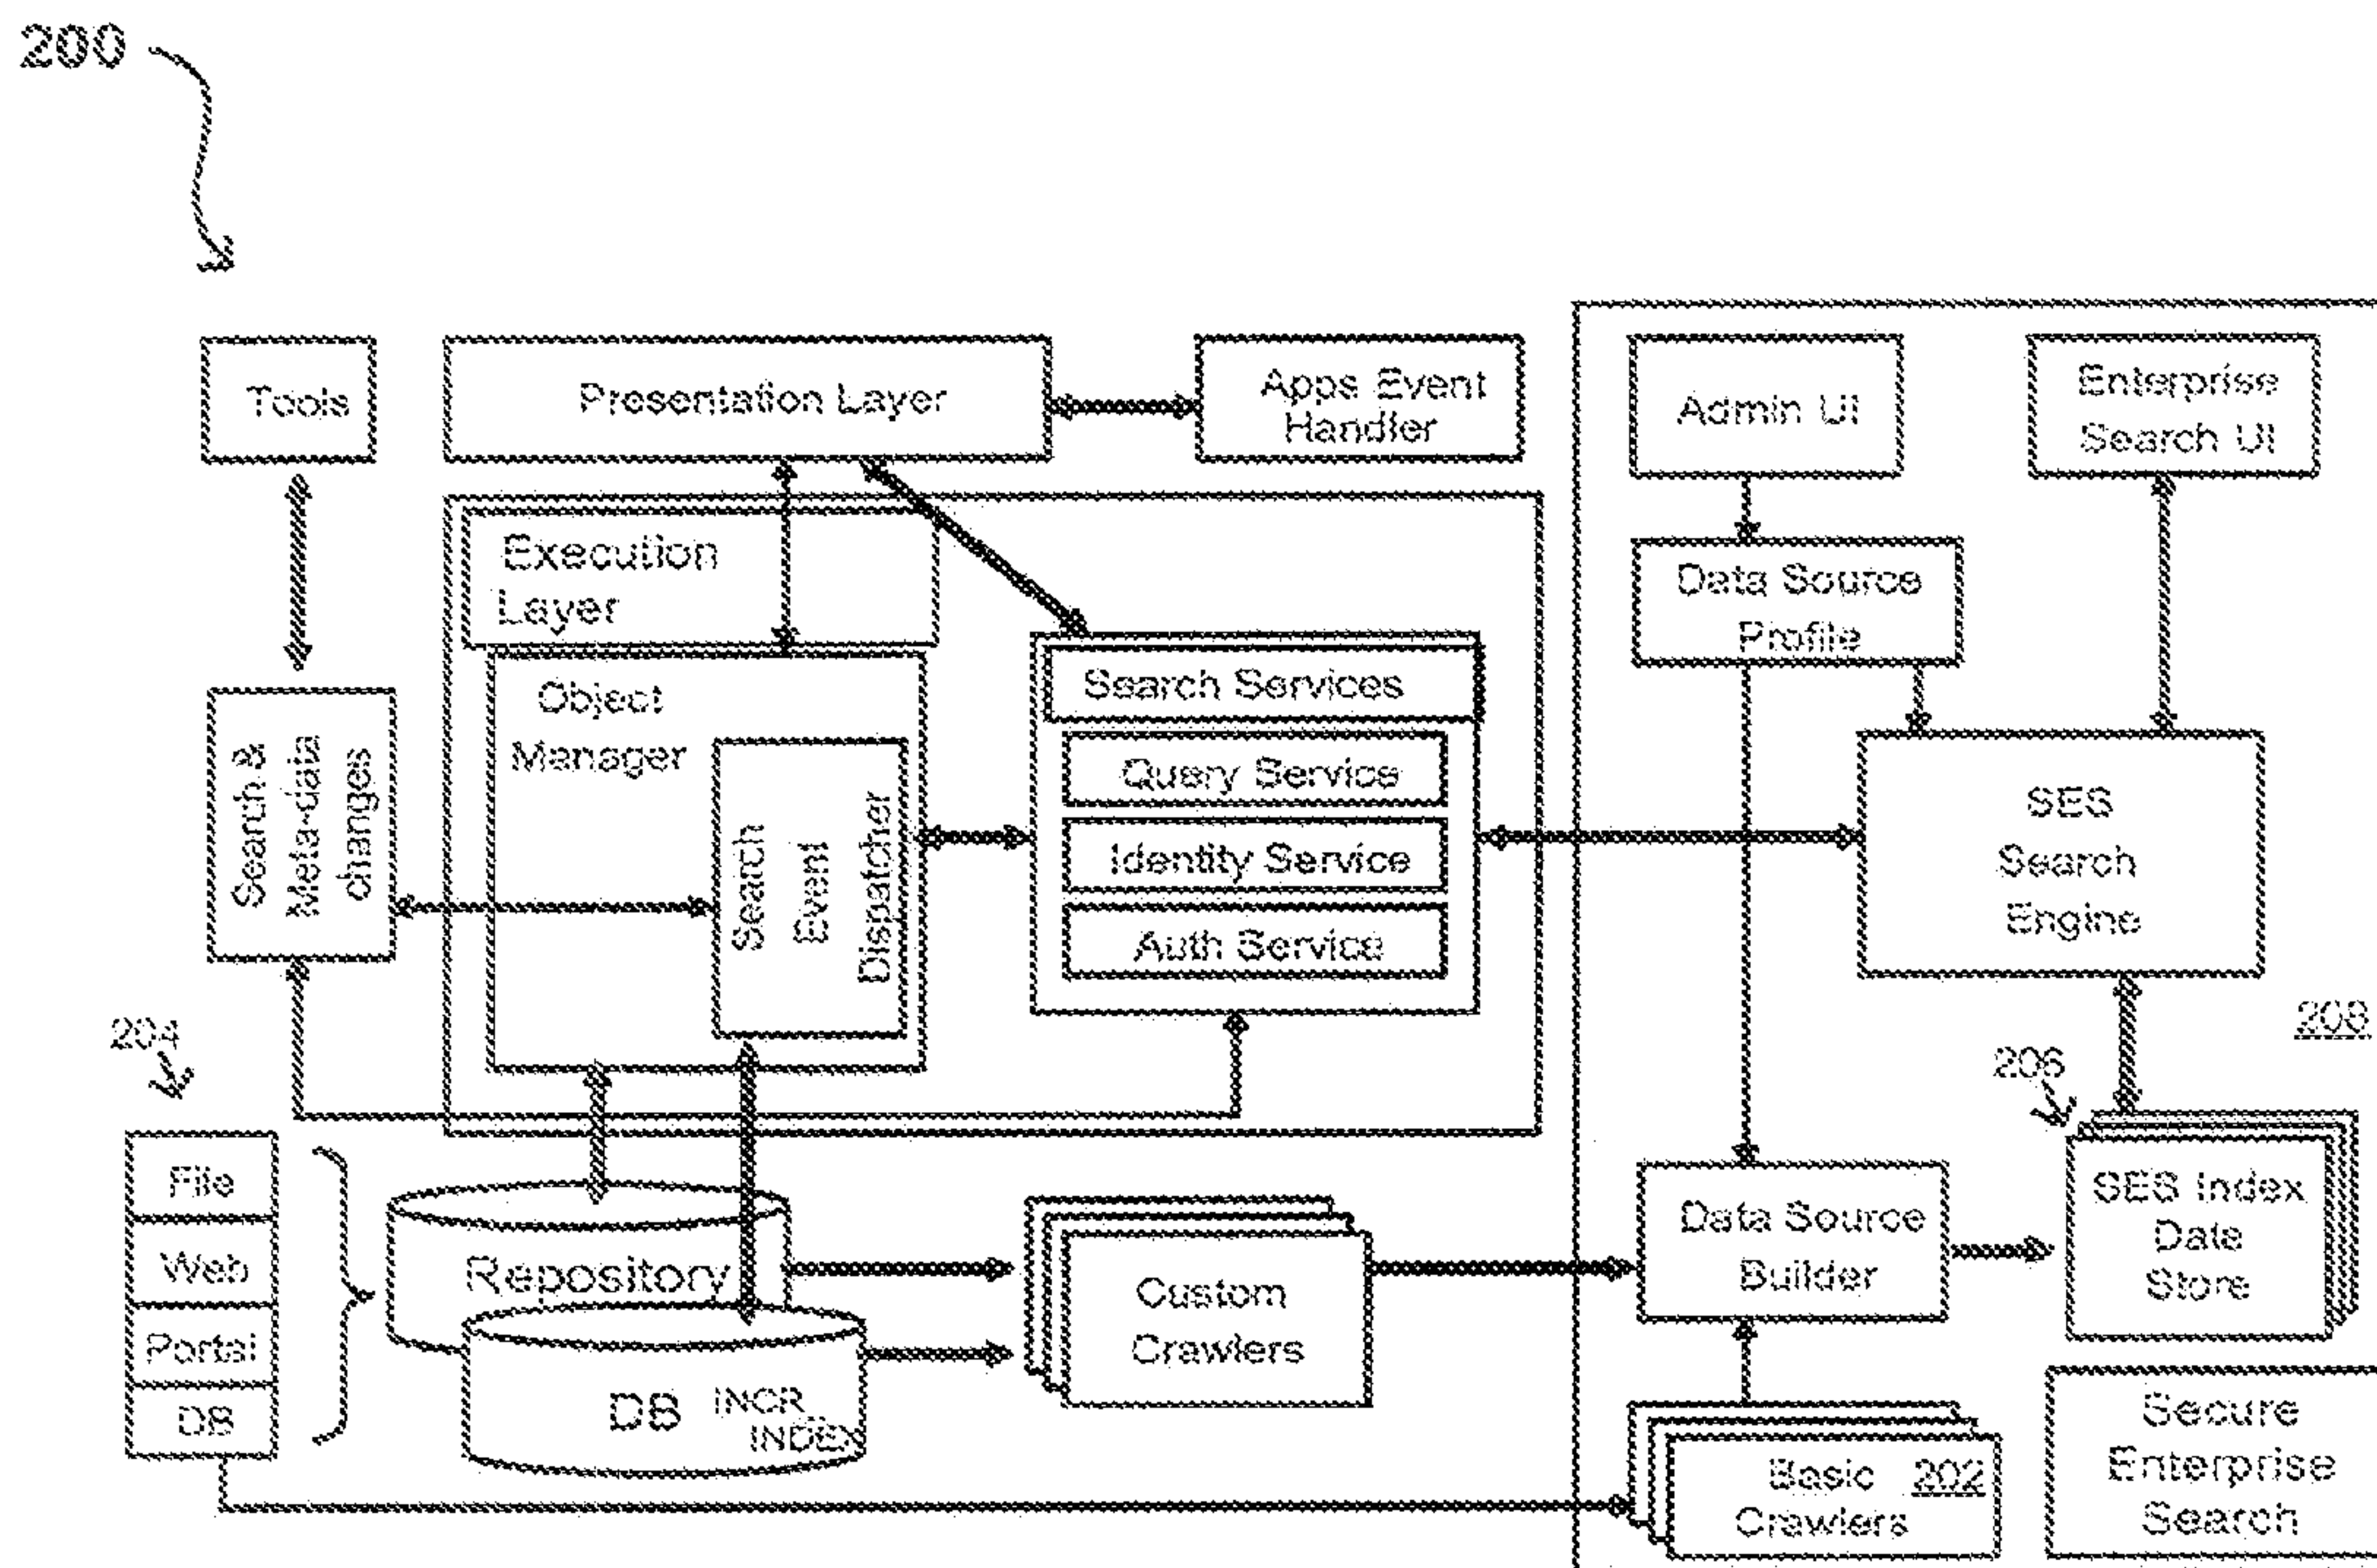 200
Tools
Presentation Layer
Apps Event
Handler
Admin UI
Enterprise
Search UI
Execution
Layer
Data Source
Profile
Object
Manager
Search Services
Query Service
Identity Service
Auth Service
Search &
Meta-data
changes
Search
Event
Dispatcher
SES
Search
Engine
204
208
206
File
Web
Portal
DB
Repository
DB
INCR
INDEX
Custom
Crawlers
Data Source
Builder
SES Index
Data
Store
Basic 202
Crawlers
Secure
Enterprise
Search